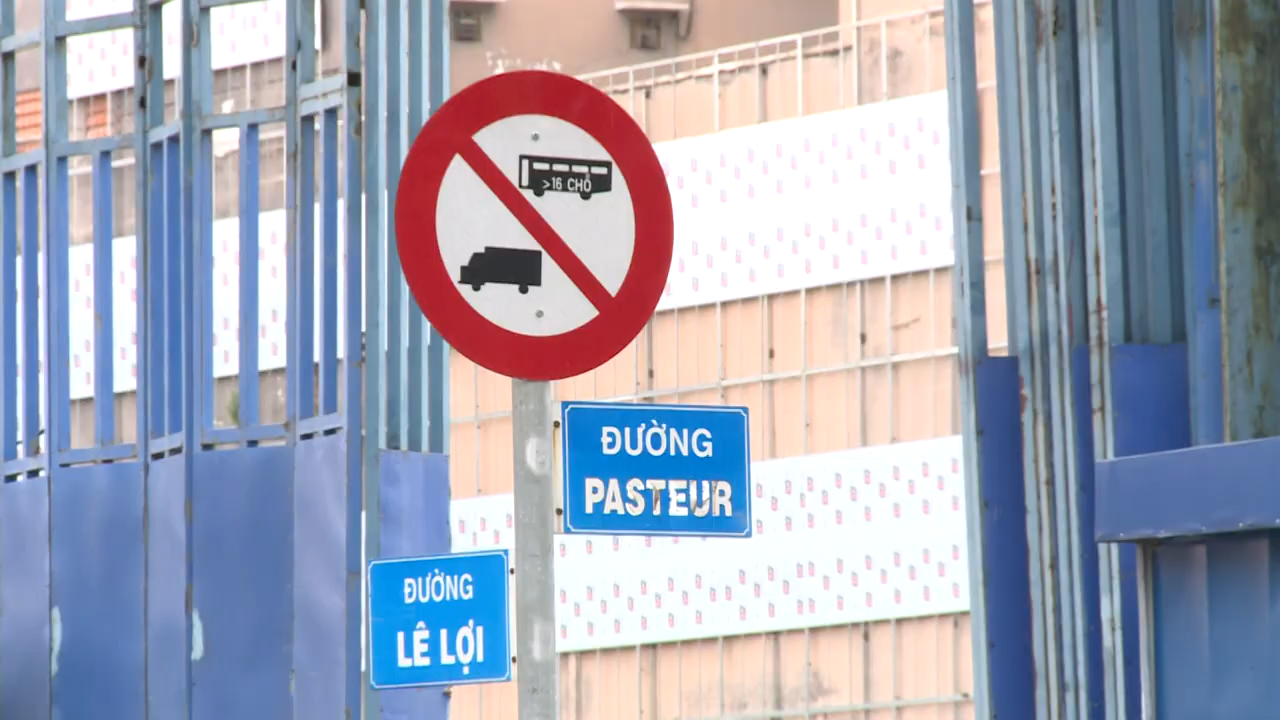 >16 CHỖ
ĐƯỜNG
PASTEUR
ĐƯỜNG
LÊ LỢI